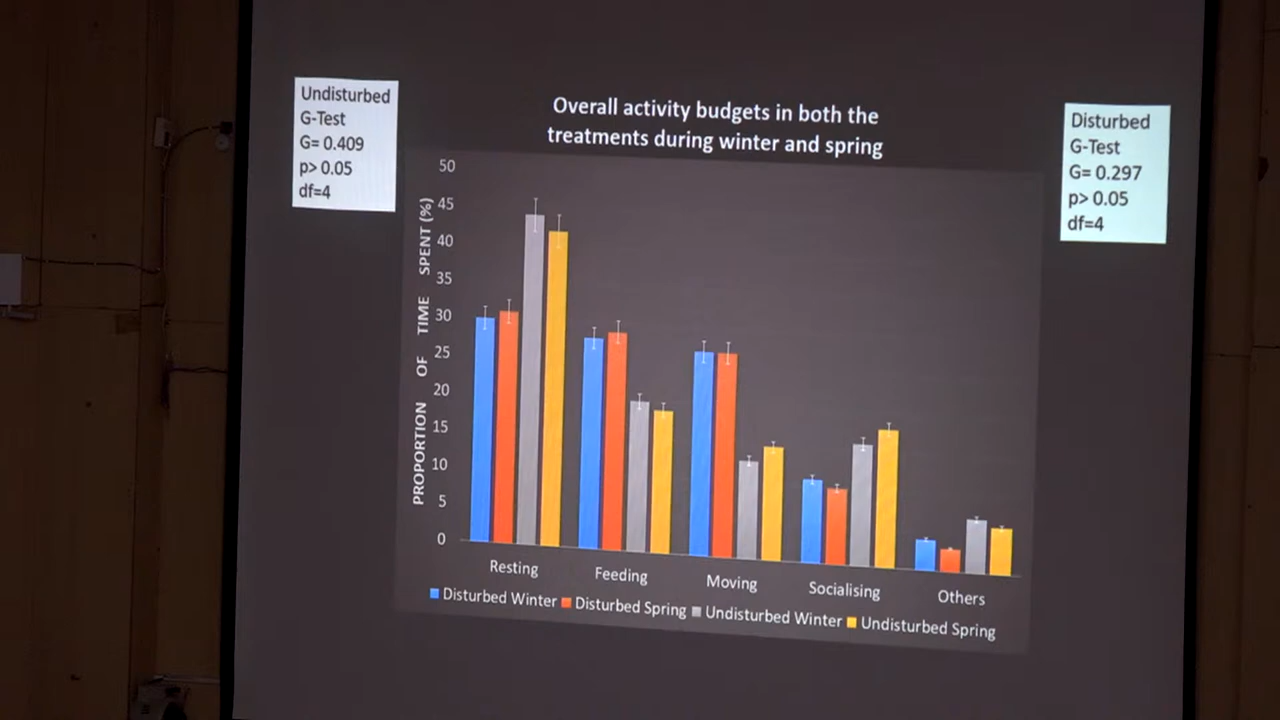 Undisturbed
G-Test
G= 0.409
p> 0.05
df=4
Overall activity budgets in both the
treatments during winter and spring
Disturbed
G-Test
G= 0.297
p> 0.05
df=4
PROPORTION OF TIME SPENT (%)
50
45
40
35
30
25
20
15
10
5
0
Resting
Feeding
Moving
Socialising
Others
Disturbed Winter
Disturbed Spring
Undisturbed Winter
Undisturbed Spring